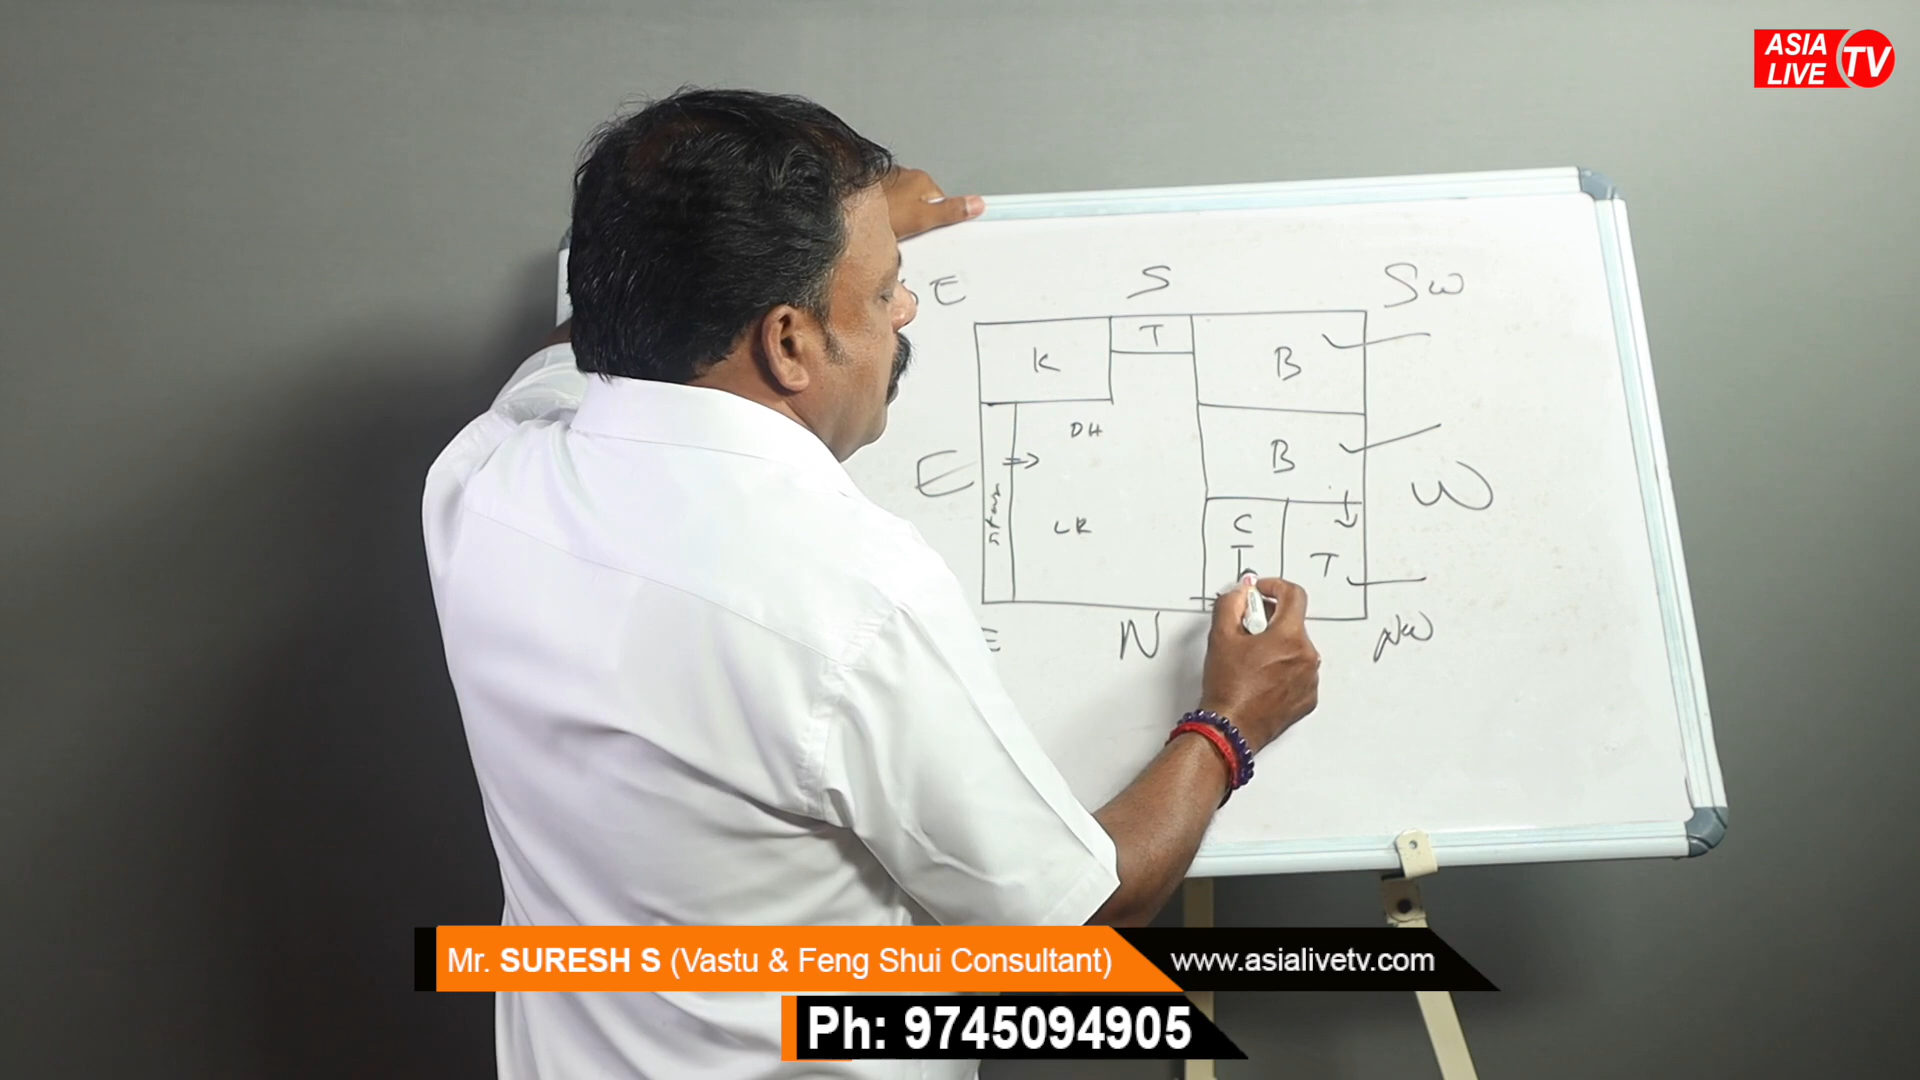 ASIA
LIVE
TV
E
S
SW
K
T
B
DH
E
B
W
C
T
LR
T
E
N
NW
Mr. SURESH S (Vastu & Feng Shui Consultant)
www.asialivetv.com
Ph: 9745094905